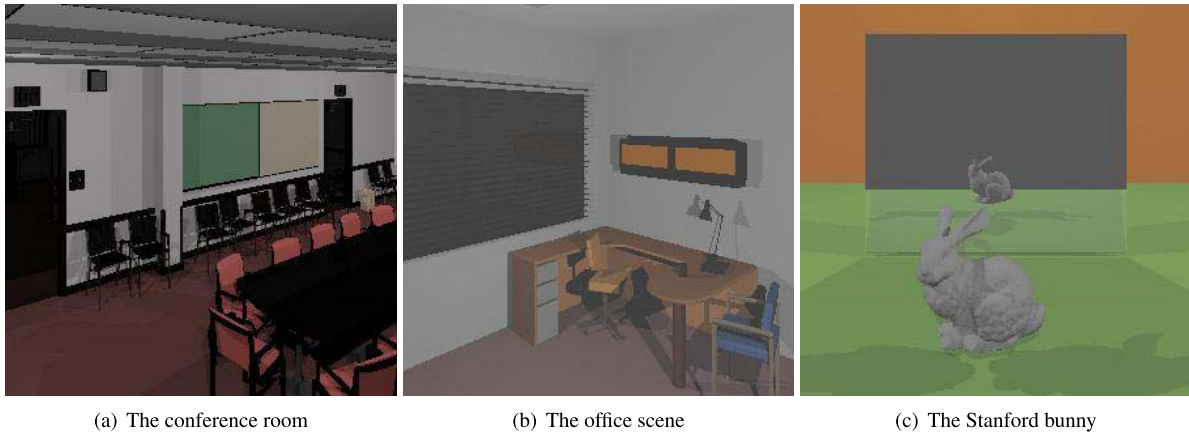 (a) The conference room
(b) The office scene
(c) The Stanford bunny